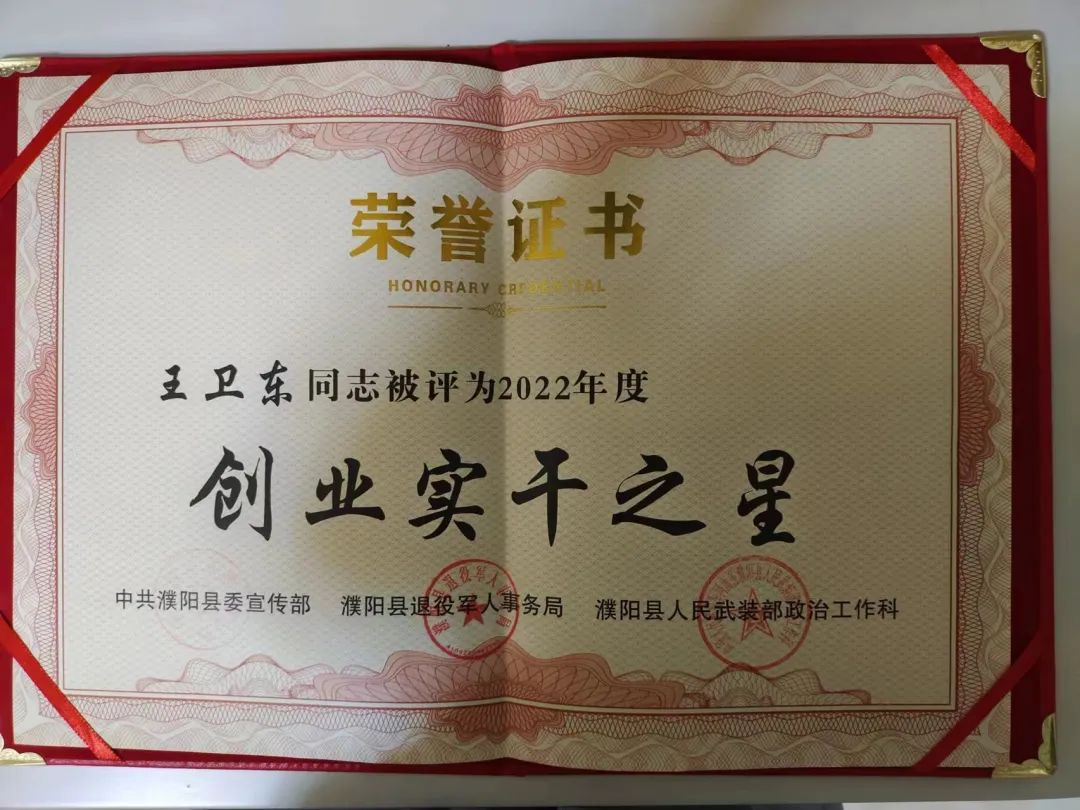 荣誉证书
HONORARY CREDENTIAL
王卫东同志被评为2022年度
创业实干之星
中共濮阳县委宣传部 濮阳县退役军人事务局 濮阳县人民武装部政治工作科